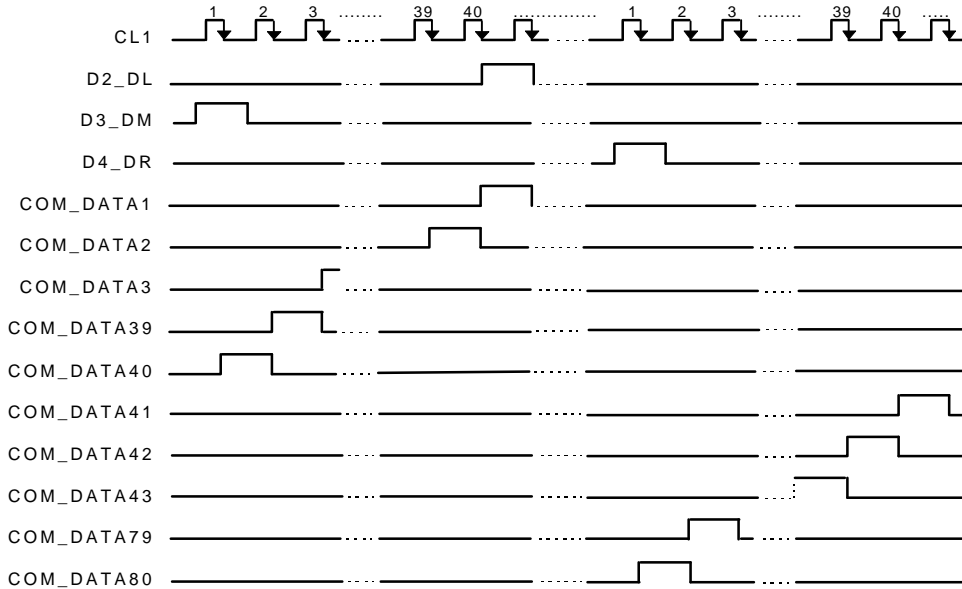 1 2 3 39 40 1 2 3 39 40
CL1
D2_DL
D3_DM
D4_DR
COM_DATA1
COM_DATA2
COM_DATA3
COM_DATA39
COM_DATA40
COM_DATA41
COM_DATA42
COM_DATA43
COM_DATA79
COM_DATA80